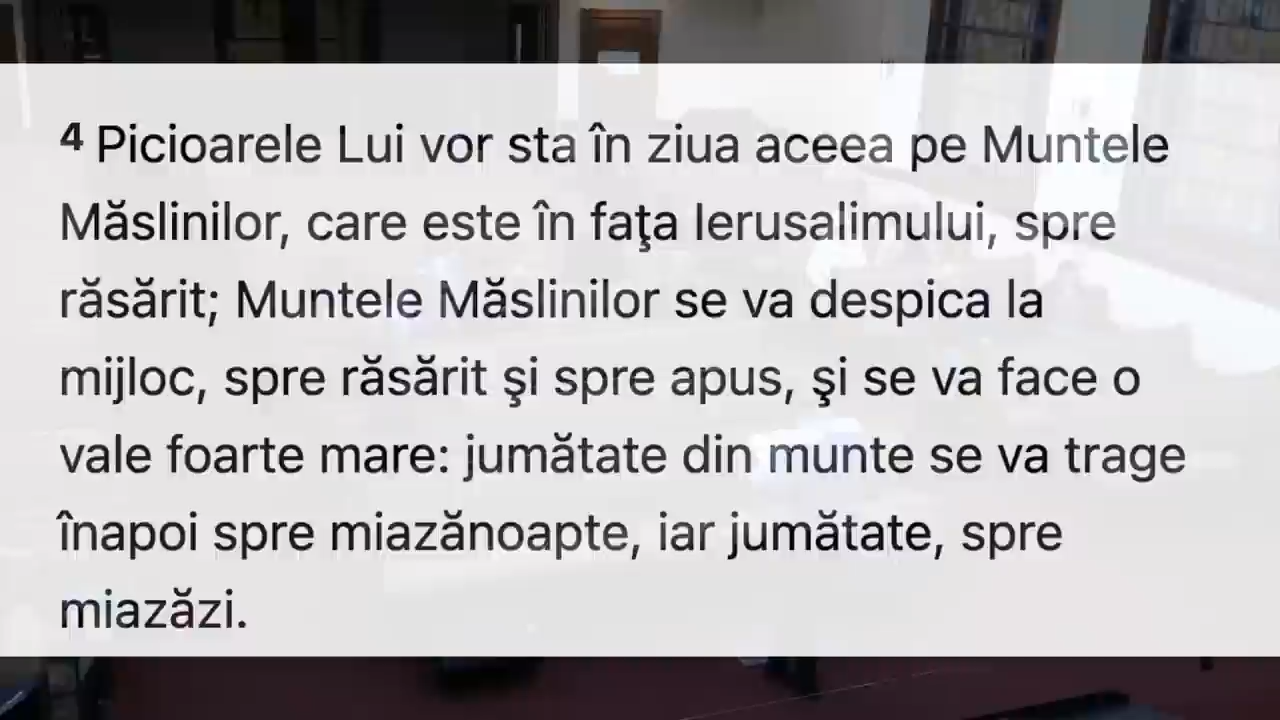 4 Picioarele Lui vor sta în ziua aceea pe Muntele
Măslinilor, care este în faţa Ierusalimului, spre
răsărit; Muntele Măslinilor se va despica la
mijloc, spre răsărit şi spre apus, şi se va face o
vale foarte mare: jumătate din munte se va trage
înapoi spre miazănoapte, iar jumătate, spre
miazăzi.